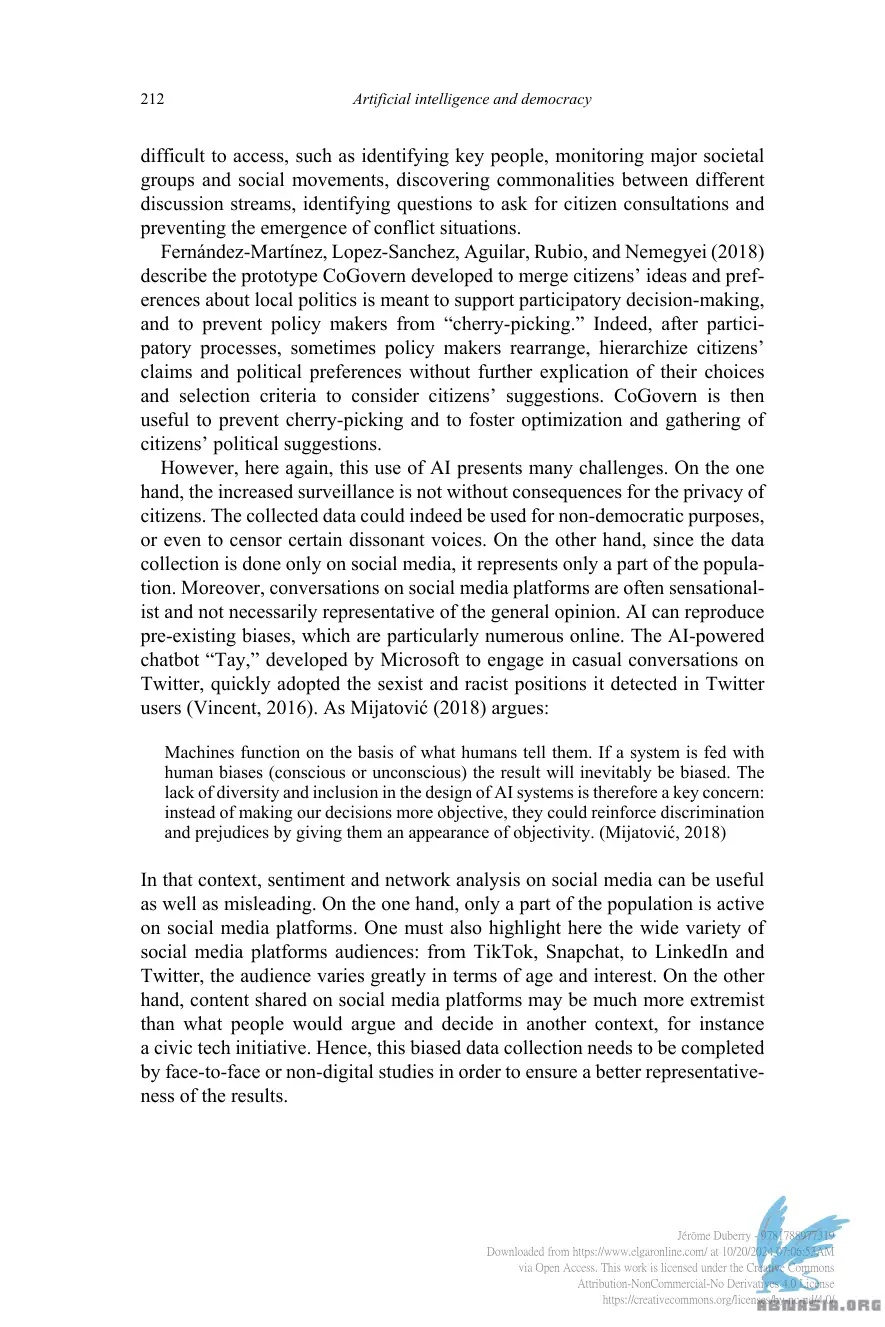 212
Artificial intelligence and democracy
difficult to access, such as identifying key people, monitoring major societal
groups and social movements, discovering commonalities between different
discussion streams, identifying questions to ask for citizen consultations and
preventing the emergence of conflict situations.
Fernández-Martínez, Lopez-Sanchez, Aguilar, Rubio, and Nemegyei (2018)
describe the prototype CoGovern developed to merge citizens’ ideas and pref-
erences about local politics is meant to support participatory decision-making,
and to prevent policy makers from “cherry-picking.” Indeed, after partici-
patory processes, sometimes policy makers rearrange, hierarchize citizens’
claims and political preferences without further explication of their choices
and selection criteria to consider citizens’ suggestions. CoGovern is then
useful to prevent cherry-picking and to foster optimization and gathering of
citizens’ political suggestions.
However, here again, this use of AI presents many challenges. On the one
hand, the increased surveillance is not without consequences for the privacy of
citizens. The collected data could indeed be used for non-democratic purposes,
or even to censor certain dissonant voices. On the other hand, since the data
collection is done only on social media, it represents only a part of the popula-
tion. Moreover, conversations on social media platforms are often sensational-
ist and not necessarily representative of the general opinion. AI can reproduce
pre-existing biases, which are particularly numerous online. The AI-powered
chatbot “Tay,” developed by Microsoft to engage in casual conversations on
Twitter, quickly adopted the sexist and racist positions it detected in Twitter
users (Vincent, 2016). As Mijatović (2018) argues:
Machines function on the basis of what humans tell them. If a system is fed with
human biases (conscious or unconscious) the result will inevitably be biased. The
lack of diversity and inclusion in the design of AI systems is therefore a key concern:
instead of making our decisions more objective, they could reinforce discrimination
and prejudices by giving them an appearance of objectivity. (Mijatović, 2018)
In that context, sentiment and network analysis on social media can be useful
as well as misleading. On the one hand, only a part of the population is active
on social media platforms. One must also highlight here the wide variety of
social media platforms audiences: from TikTok, Snapchat, to LinkedIn and
Twitter, the audience varies greatly in terms of age and interest. On the other
hand, content shared on social media platforms may be much more extremist
than what people would argue and decide in another context, for instance
a civic tech initiative. Hence, this biased data collection needs to be completed
by face-to-face or non-digital studies in order to ensure a better representative-
ness of the results.
Jérôme Duberry - 9781788977319
Downloaded from https://www.elgaronline.com/ at 10/20/2024 07:06:52AM
via Open Access. This work is licensed under the Creative Commons
Attribution-NonCommercial-No Derivatives 4.0 License
https://creativecommons.org/licenses/by-nc-nd/4.0/
ABNASIA.ORG